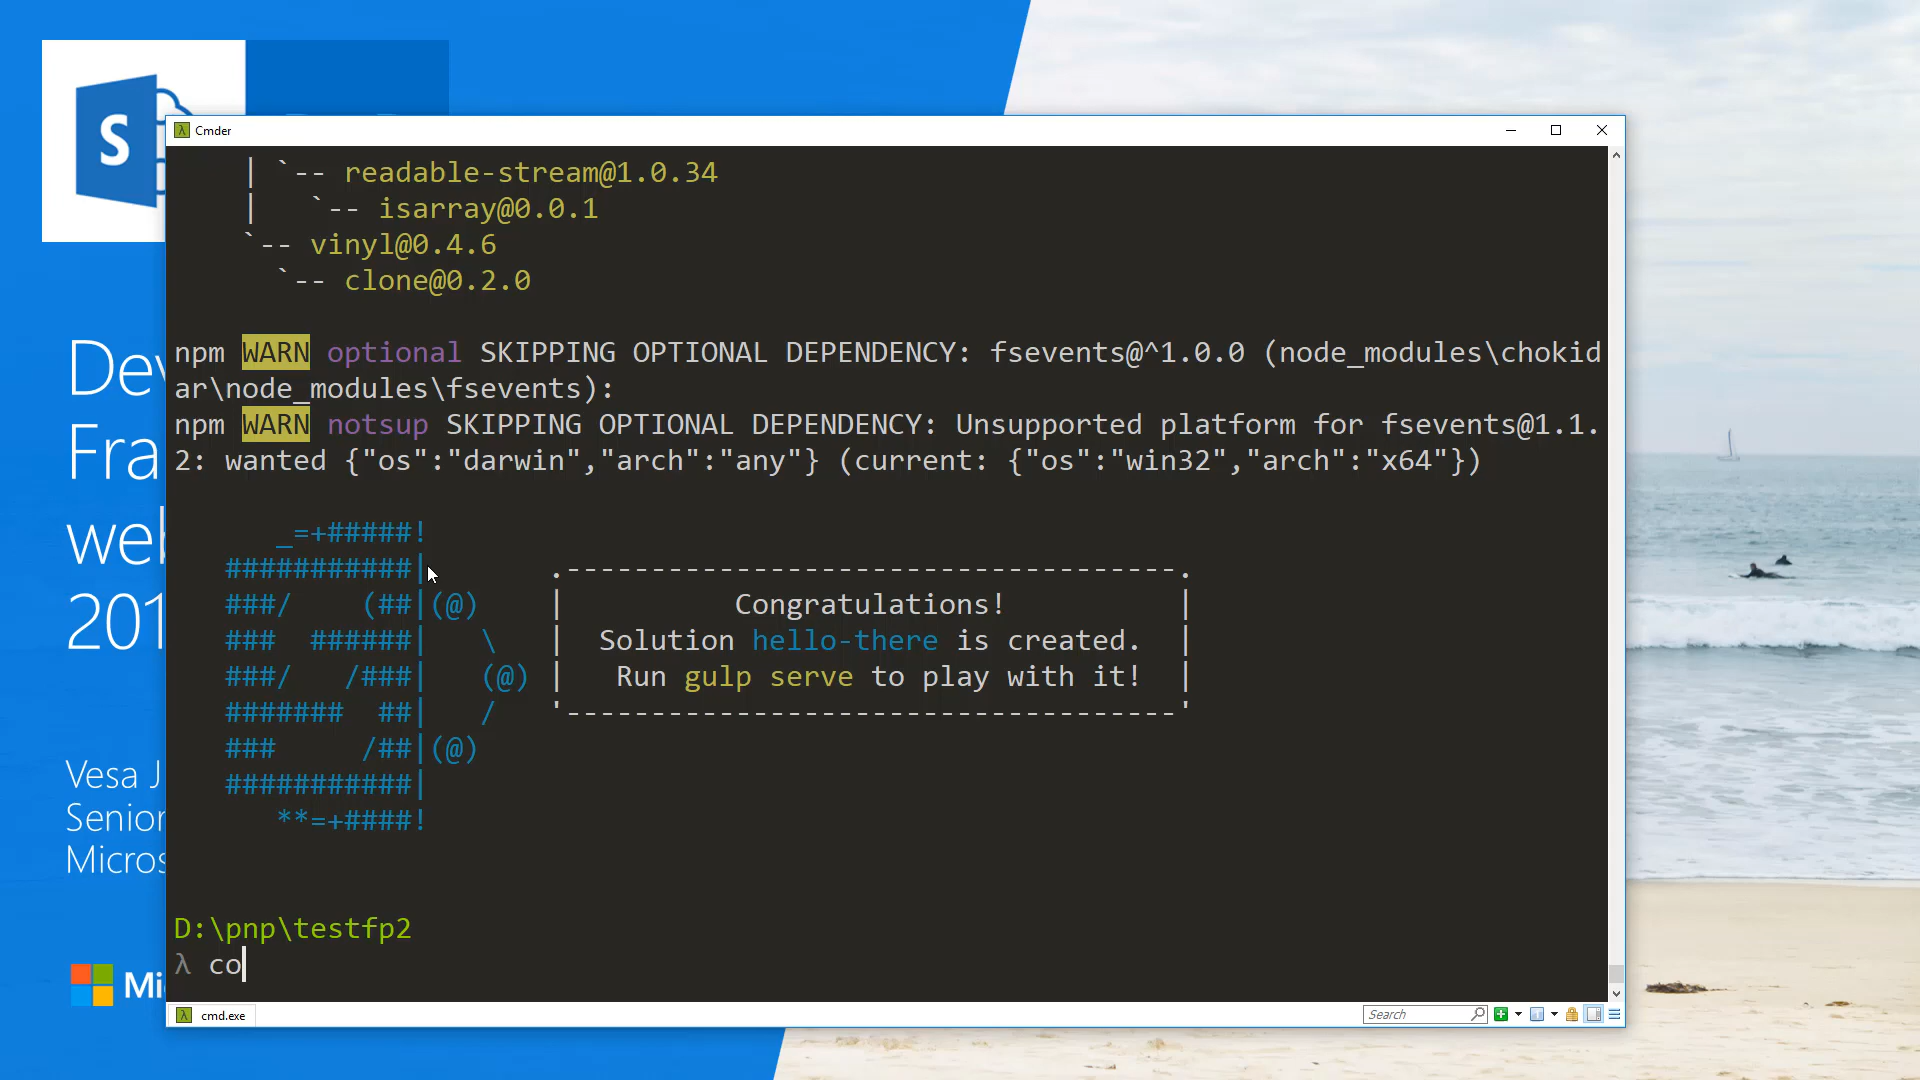 S
Cmder
| `-- readable-stream@1.0.34
|   `-- isarray@0.0.1
`-- vinyl@0.4.6
`-- clone@0.2.0
npm WARN optional SKIPPING OPTIONAL DEPENDENCY: fsevents@^1.0.0 (node_modules\chokid
ar\node_modules\fsevents):
npm WARN notsup SKIPPING OPTIONAL DEPENDENCY: Unsupported platform for fsevents@1.1.
2: wanted {"os":"darwin","arch":"any"} (current: {"os":"win32","arch":"x64"})
_=+#####!
###########|       .------------------------------------.
###/    (##|(@)    |          Congratulations!          |
###  ######|   \   |  Solution hello-there is created.  |
###/   /###|   (@) |   Run gulp serve to play with it!  |
#######  ##|   /   '------------------------------------'
###     /##|(@)
###########|
**=+####!
D:\pnp\testfp2
λ co
cmd.exe
Search
Dev
Fra
web
201
Vesa J
Senior
Micros
Mi